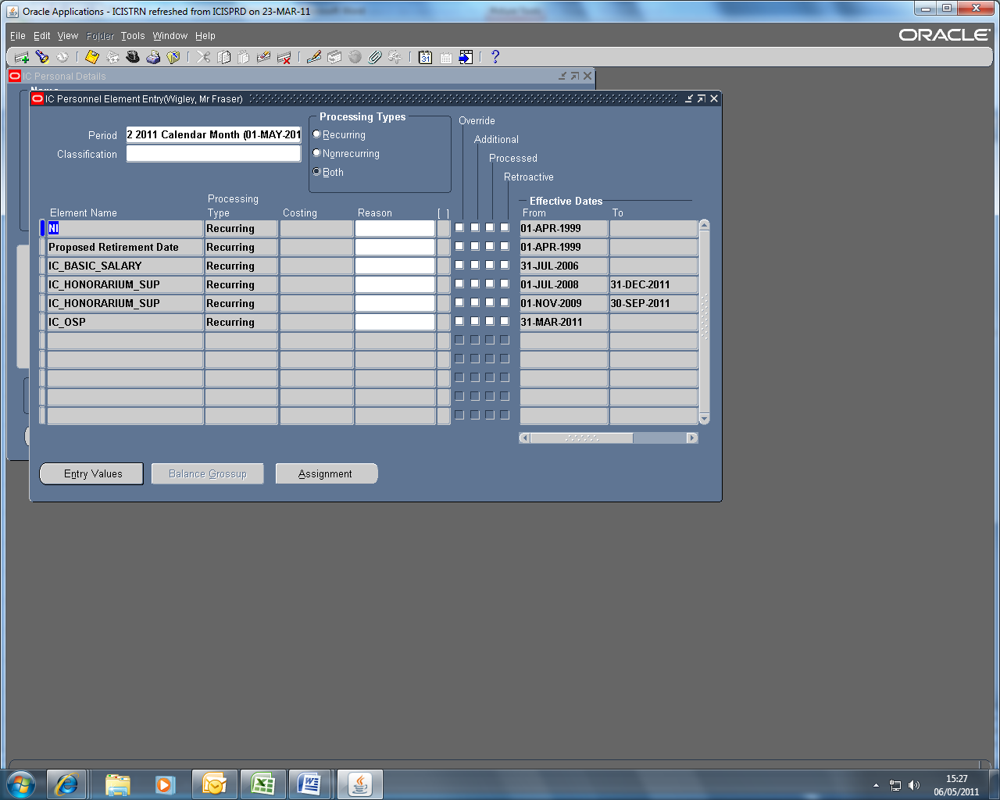 Oracle Applications - ICISTRN refreshed from ICISPRD on 23-MAR-11
File Edit View Folder Tools Window Help
ORACLE
IC Personal Details
IC Personnel Element Entry(Wigley, Mr Fraser)
Processing Types
Period 2 2011 Calendar Month (01-MAY-201
Classification
Recurring
Nonrecurring
Both
Override
Additional
Processed
Retroactive
Effective Dates
Element Name Processing Type Costing Reason [ ] From To
NI Recurring 01-APR-1999
Proposed Retirement Date Recurring 01-APR-1999
IC_BASIC_SALARY Recurring 31-JUL-2006
IC_HONORARIUM_SUP Recurring 01-JUL-2008 31-DEC-2011
IC_HONORARIUM_SUP Recurring 01-NOV-2009 30-SEP-2011
IC_OSP Recurring 31-MAR-2011
Entry Values Balance Grossup Assignment
15:27
06/05/2011